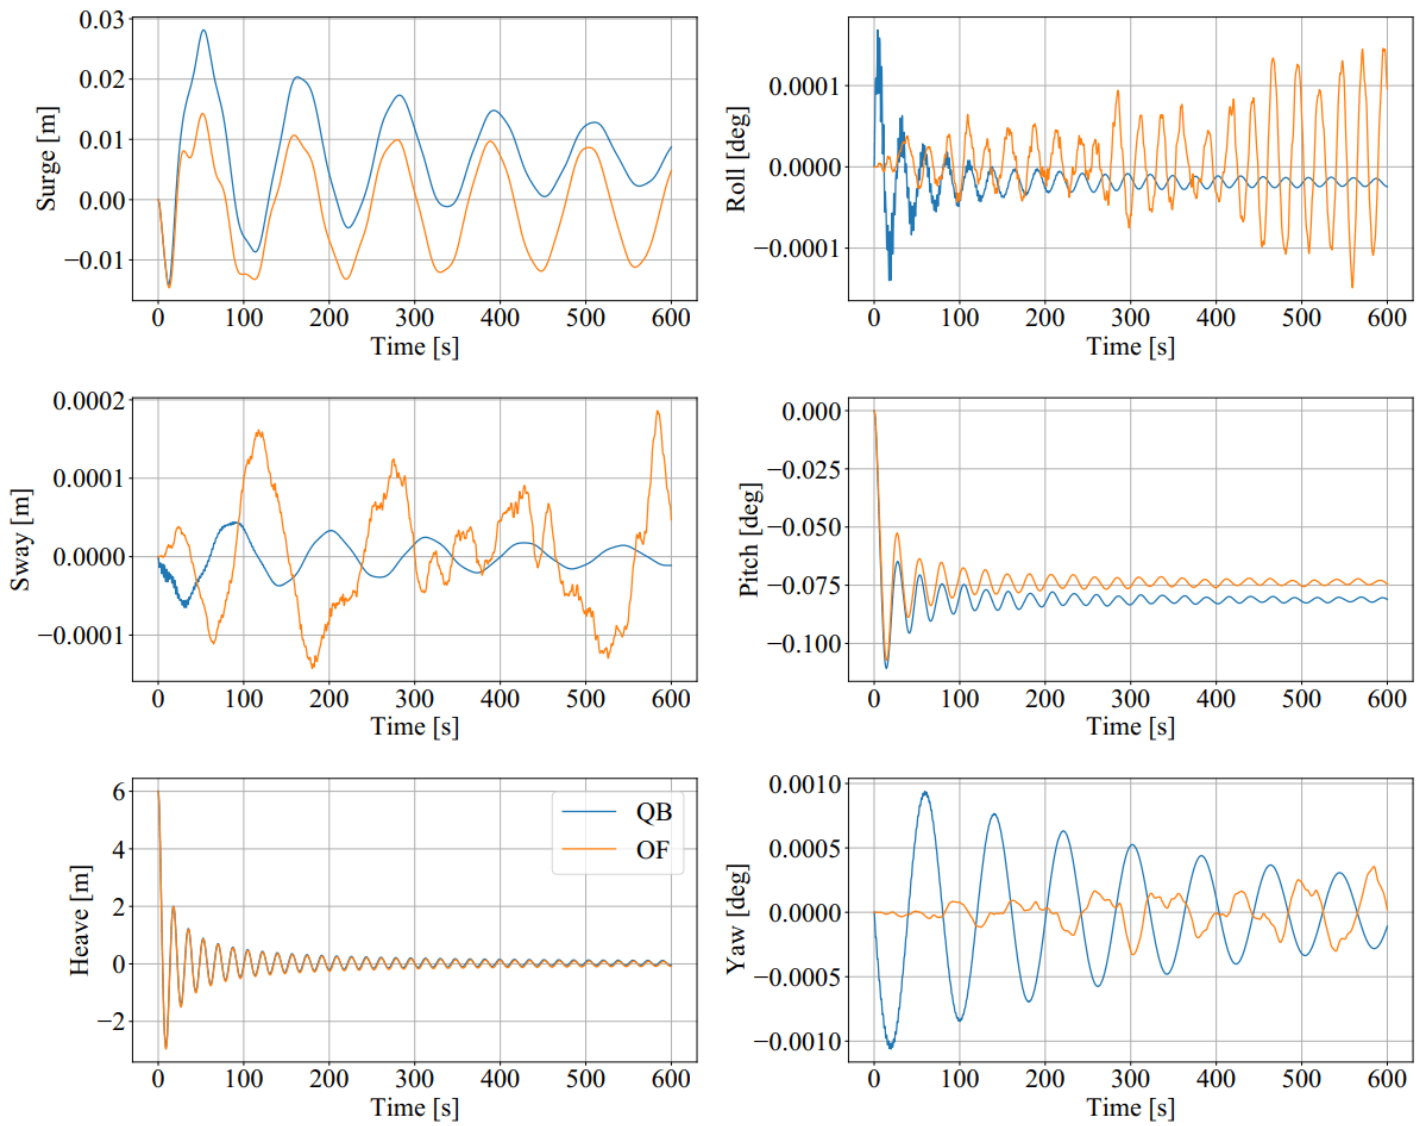 Surge [m]
0.03
0.02
0.01
0.00
−0.01
0 100 200 300 400 500 600
Time [s]
Roll [deg]
0.0001
0.0000
−0.0001
0 100 200 300 400 500 600
Time [s]
Sway [m]
0.0002
0.0001
0.0000
−0.0001
0 100 200 300 400 500 600
Time [s]
Pitch [deg]
0.000
−0.025
−0.050
−0.075
−0.100
0 100 200 300 400 500 600
Time [s]
Heave [m]
6
4
2
0
−2
QB
OF
0 100 200 300 400 500 600
Time [s]
Yaw [deg]
0.0010
0.0005
0.0000
−0.0005
−0.0010
0 100 200 300 400 500 600
Time [s]